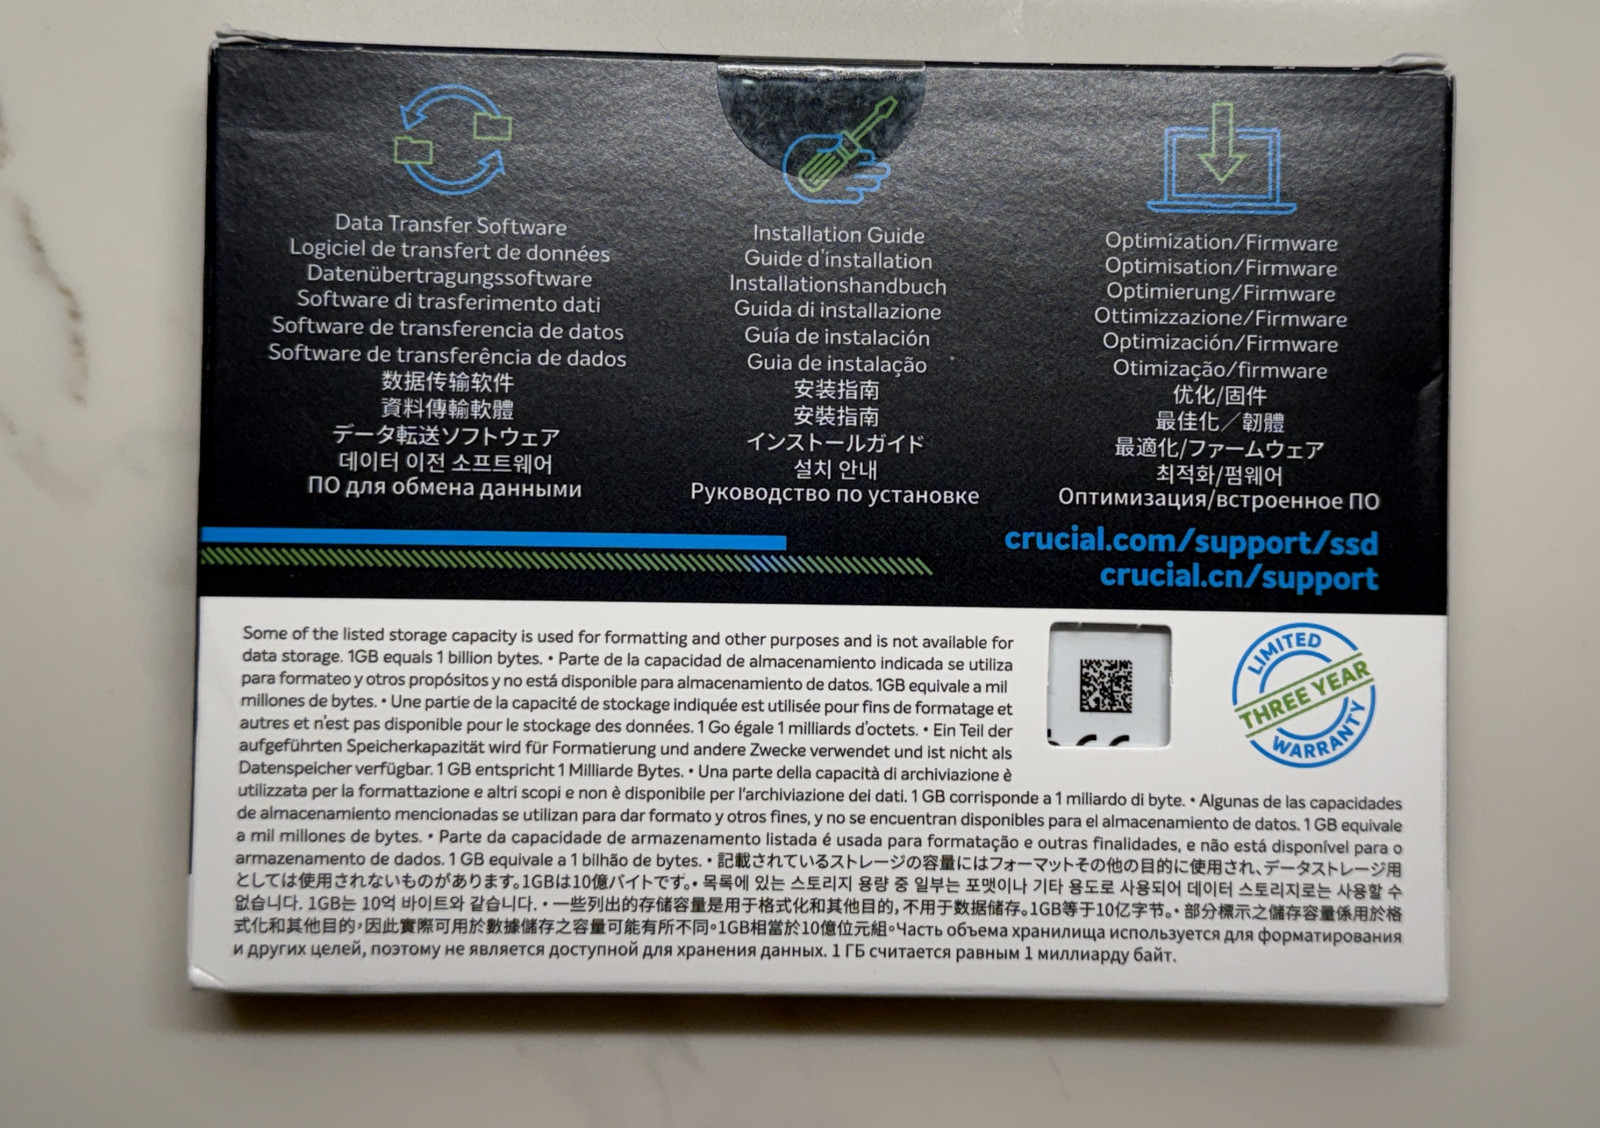 Data Transfer Software
Logiciel de transfert de données
Datenübertragungssoftware
Software di trasferimento dati
Software de transferencia de datos
Software de transferência de dados
数据传输软件
資料傳輸軟體
データ転送ソフトウェア
데이터 이전 소프트웨어
ПО для обмена данными
Installation Guide
Guide d'installation
Installationshandbuch
Guida di installazione
Guía de instalación
Guia de instalação
安装指南
安裝指南
インストールガイド
설치 안내
Руководство по установке
Optimization/Firmware
Optimisation/Firmware
Optimierung/Firmware
Ottimizzazione/Firmware
Optimización/Firmware
Otimização/firmware
优化/固件
最佳化／韌體
最適化/ファームウェア
최적화/펌웨어
Оптимизация/встроенное ПО
crucial.com/support/ssd
crucial.cn/support
Some of the listed storage capacity is used for formatting and other purposes and is not available for
data storage. 1GB equals 1 billion bytes. • Parte de la capacidad de almacenamiento indicada se utiliza
para formateo y otros propósitos y no está disponible para almacenamiento de datos. 1GB equivale a mil
millones de bytes. • Une partie de la capacité de stockage indiquée est utilisée pour fins de formatage et
autres et n'est pas disponible pour le stockage des données. 1 Go égale 1 milliards d'octets. • Ein Teil der
aufgeführten Speicherkapazität wird für Formatierung und andere Zwecke verwendet und ist nicht als
Datenspeicher verfügbar. 1 GB entspricht 1 Milliarde Bytes. • Una parte della capacità di archiviazione è
utilizzata per la formattazione e altri scopi e non è disponibile per l'archiviazione dei dati. 1 GB corrisponde a 1 miliardo di byte. • Algunas de las capacidades
de almacenamiento mencionadas se utilizan para dar formato y otros fines, y no se encuentran disponibles para el almacenamiento de datos. 1 GB equivale
a mil millones de bytes. • Parte da capacidade de armazenamento listada é usada para formatação e outras finalidades, e não está disponível para o
armazenamento de dados. 1 GB equivale a 1 bilhão de bytes. • 記載されているストレージの容量にはフォーマットその他の目的に使用され、データストレージ用
としては使用されないものがあります。1GBは10億バイトです。• 목록에 있는 스토리지 용량 중 일부는 포맷이나 기타 용도로 사용되어 데이터 스토리지로는 사용할 수
없습니다. 1GB는 10억 바이트와 같습니다. • 一些列出的存储容量是用于格式化和其他目的, 不用于数据储存。1GB等于10亿字节。• 部分標示之儲存容量係用於格
式化和其他目的，因此實際可用於數據儲存之容量可能有所不同。1GB相當於10億位元組。Часть объема хранилища используется для форматирования
и других целей, поэтому не является доступной для хранения данных. 1 ГБ считается равным 1 миллиарду байт.
LIMITED
THREE YEAR
WARRANTY